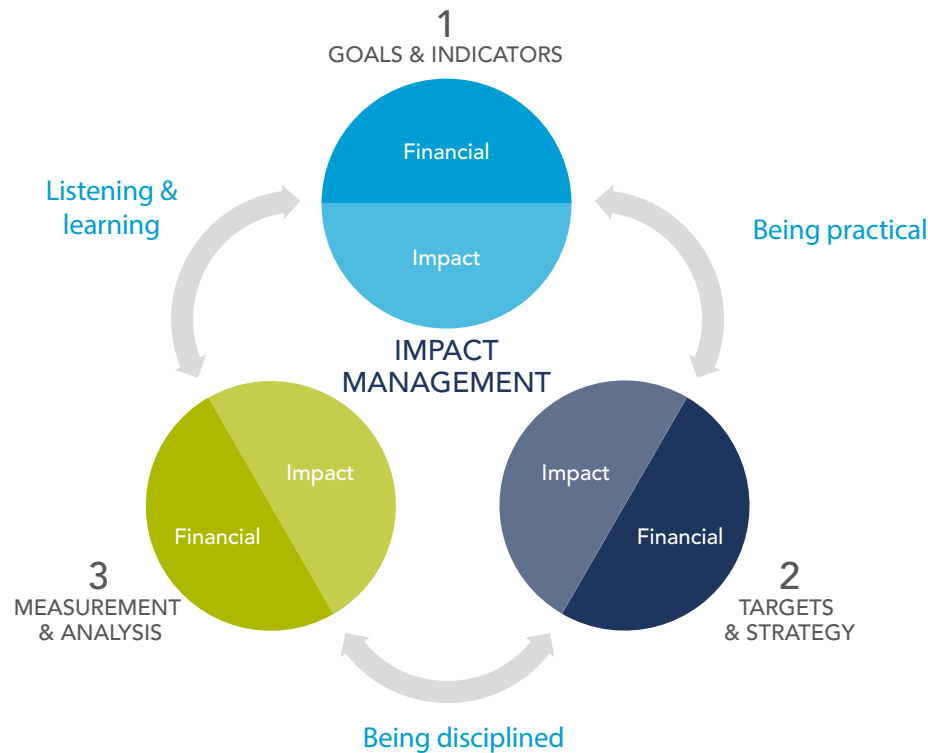 1
GOALS & INDICATORS
Financial
Impact
Listening &
learning
Being practical
IMPACT
MANAGEMENT
Impact
Financial
3
MEASUREMENT
& ANALYSIS
Impact
Financial
2
TARGETS
& STRATEGY
Being disciplined